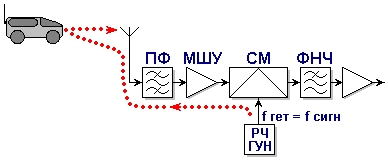 ПФ МШУ СМ ФНЧ
f гет = f сигн
РЧ
ГУН